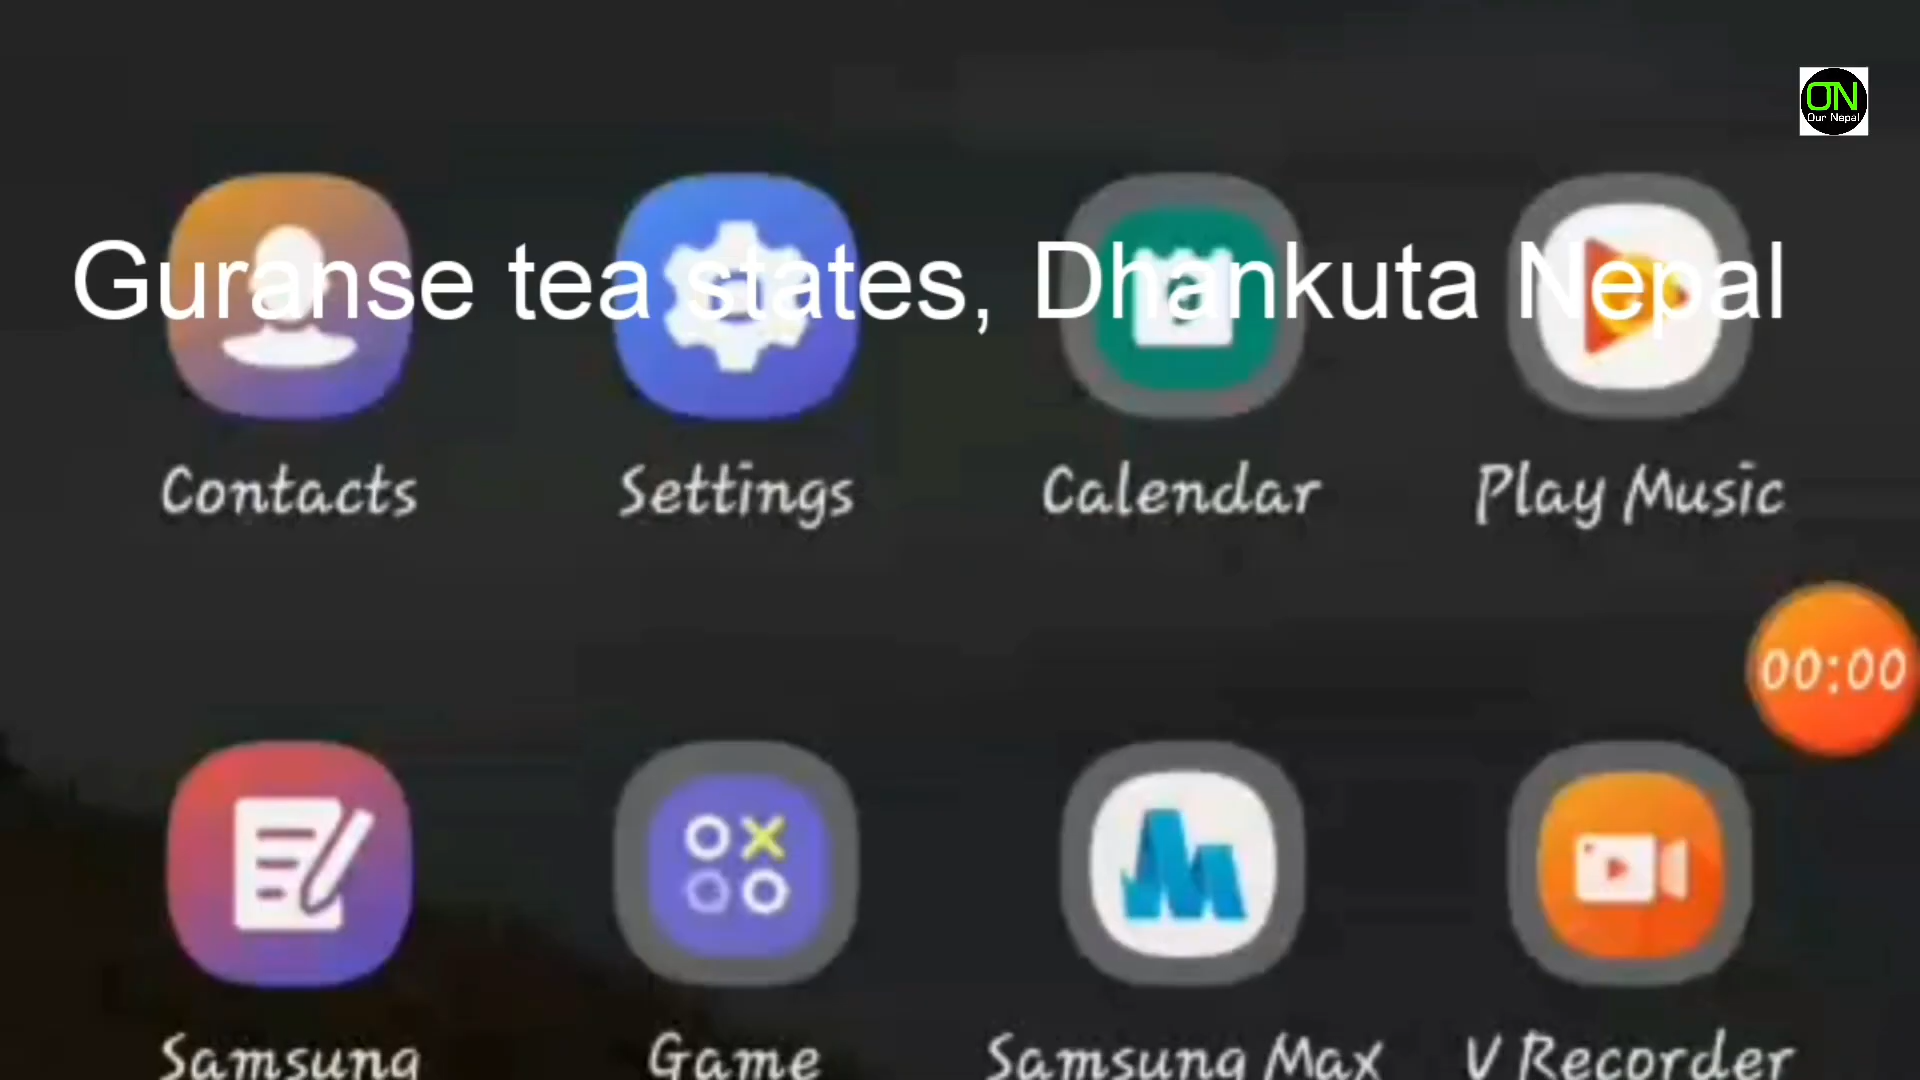 ON
Our Nepal
Guranse tea states, Dhankuta Nepal
Contacts Settings Calendar Play Music
00:00
Samsung Game Samsung Max V Recorder